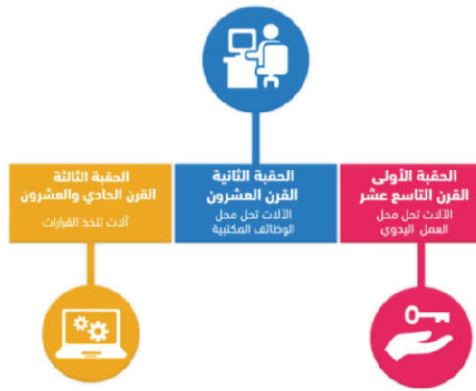 الحقبة الأولى
القرن التاسع عشر
الآلات تحل محل
العمل اليدوي
الحقبة الثانية
القرن العشرون
الآلات تحل محل
الوظائف المكتبية
الحقبة الثالثة
القرن الحادي والعشرون
آلات تتخذ القرارات